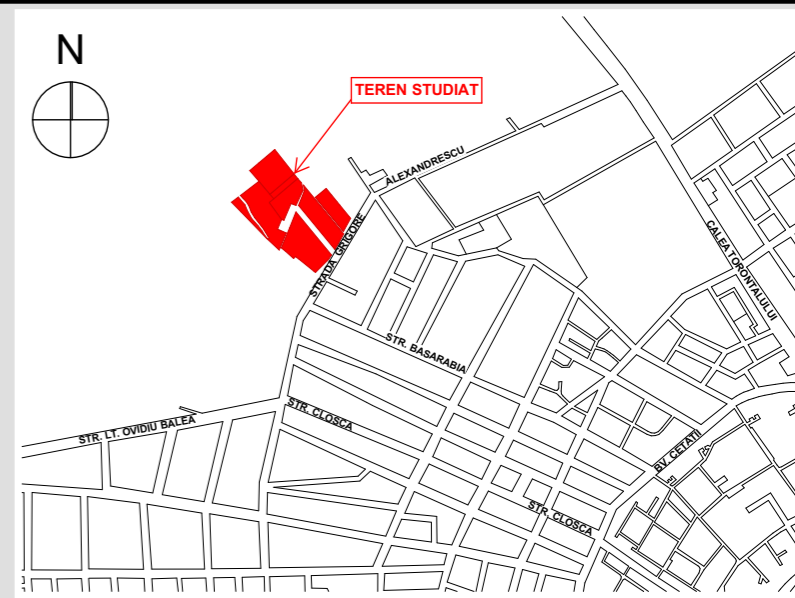 N
TEREN STUDIAT
ALEXANDRESCU
STRADA GRIGORE
CALEA TORONTALULUI
STR. BASARABIA
STR. CLOSCA
STR. LT. OVIDIU BALEA
BV. CETATII
STR. CLOSCA